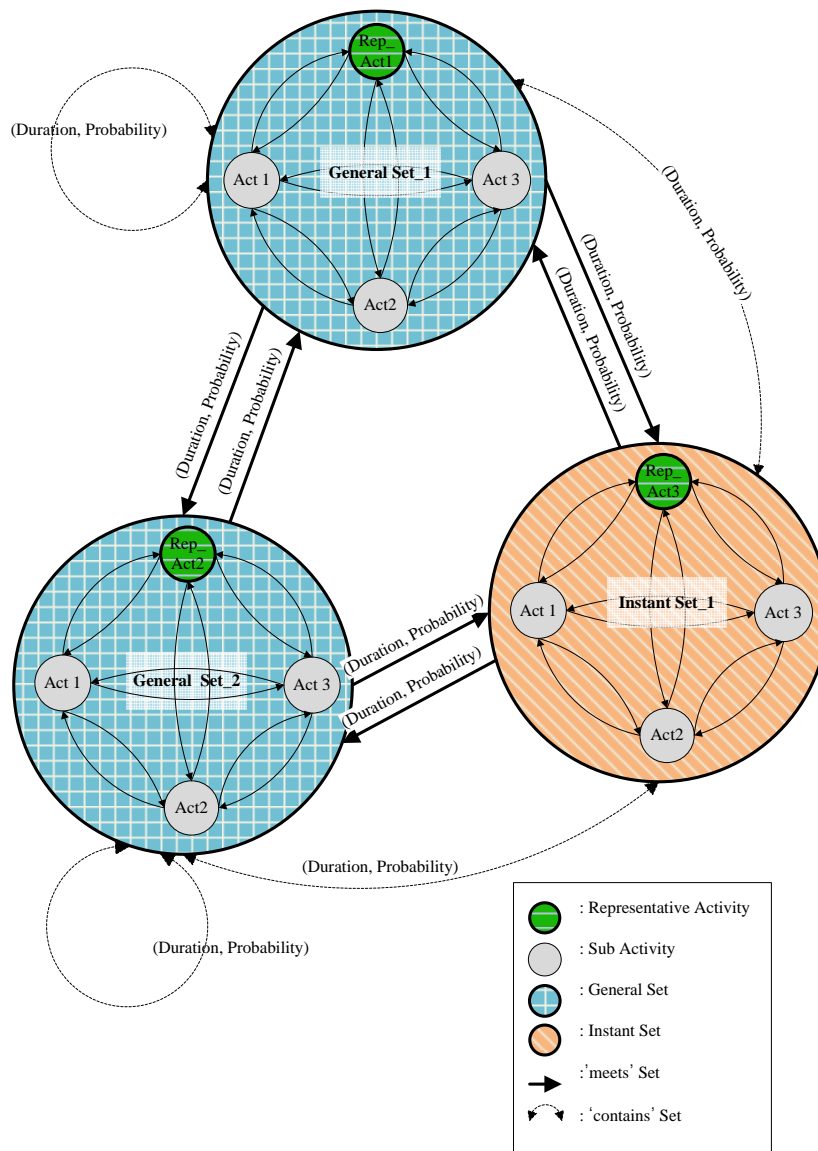 Rep_
Act1
(Duration, Probability)
Act 1
General Set_1
Act 3
Act2
(Duration, Probability)
(Duration, Probability)
(Duration, Probability)
(Duration, Probability)
(Duration, Probability)
Rep_
Act3
Act 1
Instant Set_1
Act 3
Act2
Rep_
Act2
Act 1
General Set_2
Act 3
Act2
(Duration, Probability)
(Duration, Probability)
(Duration, Probability)
(Duration, Probability)
: Representative Activity
: Sub Activity
: General Set
: Instant Set
:'meets' Set
: 'contains' Set